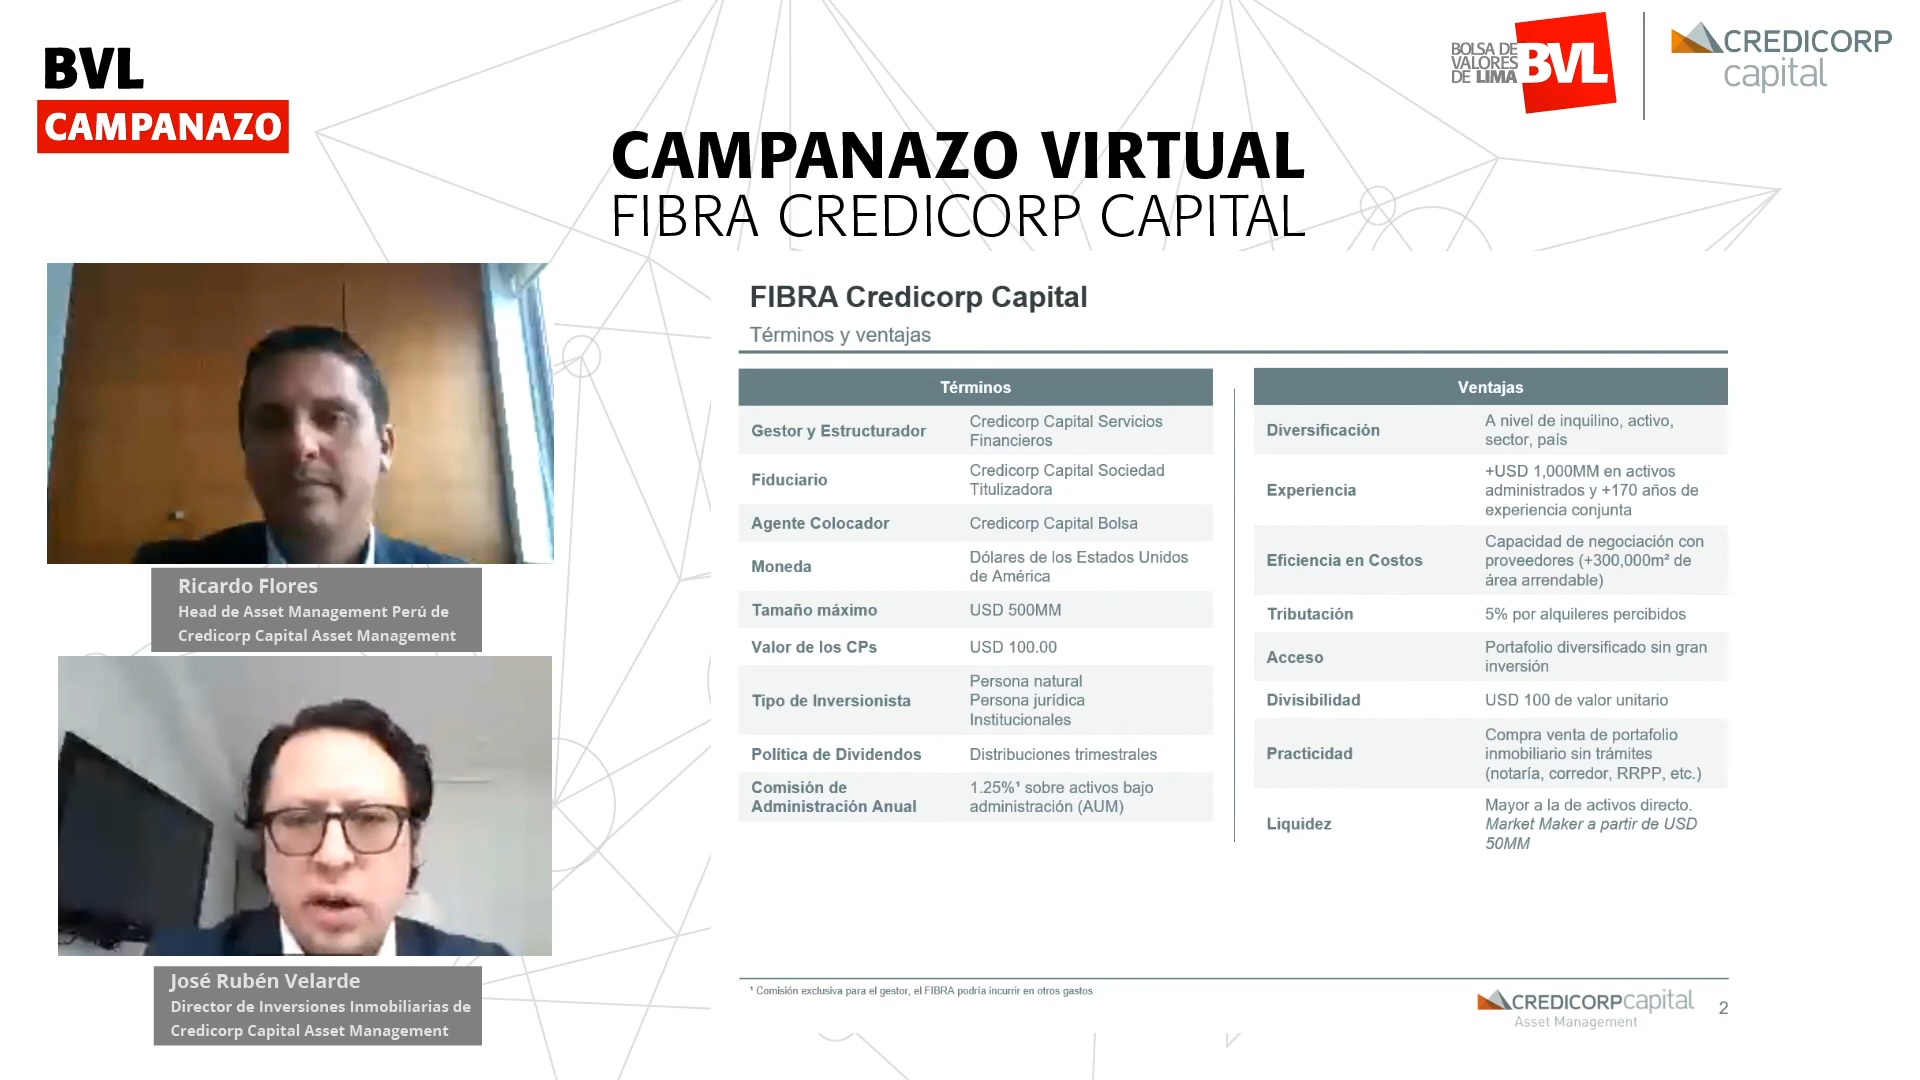 BVL
CAMPANAZO
BOLSA DE
VALORES
DE LIMA
BVL
CREDICORP
capital
CAMPANAZO VIRTUAL
FIBRA CREDICORP CAPITAL
Ricardo Flores
Head de Asset Management Perú de
Credicorp Capital Asset Management
José Rubén Velarde
Director de Inversiones Inmobiliarias de
Credicorp Capital Asset Management
FIBRA Credicorp Capital
Términos y ventajas
Términos
Gestor y Estructurador
Credicorp Capital Servicios
Financieros
Fiduciario
Credicorp Capital Sociedad
Titulizadora
Agente Colocador
Credicorp Capital Bolsa
Moneda
Dólares de los Estados Unidos
de América
Tamaño máximo
USD 500MM
Valor de los CPs
USD 100.00
Tipo de Inversionista
Persona natural
Persona jurídica
Institucionales
Política de Dividendos
Distribuciones trimestrales
Comisión de
Administración Anual
1.25%¹ sobre activos bajo
administración (AUM)
Ventajas
Diversificación
A nivel de inquilino, activo,
sector, país
Experiencia
+USD 1,000MM en activos
administrados y +170 años de
experiencia conjunta
Eficiencia en Costos
Capacidad de negociación con
proveedores (+300,000m² de
área arrendable)
Tributación
5% por alquileres percibidos
Acceso
Portafolio diversificado sin gran
inversión
Divisibilidad
USD 100 de valor unitario
Practicidad
Compra venta de portafolio
inmobiliario sin trámites
(notaría, corredor, RRPP, etc.)
Liquidez
Mayor a la de activos directo.
Market Maker a partir de USD
50MM
¹ Comisión exclusiva para el gestor, el FIBRA podría incurrir en otros gastos
CREDICORPcapital
Asset Management
2